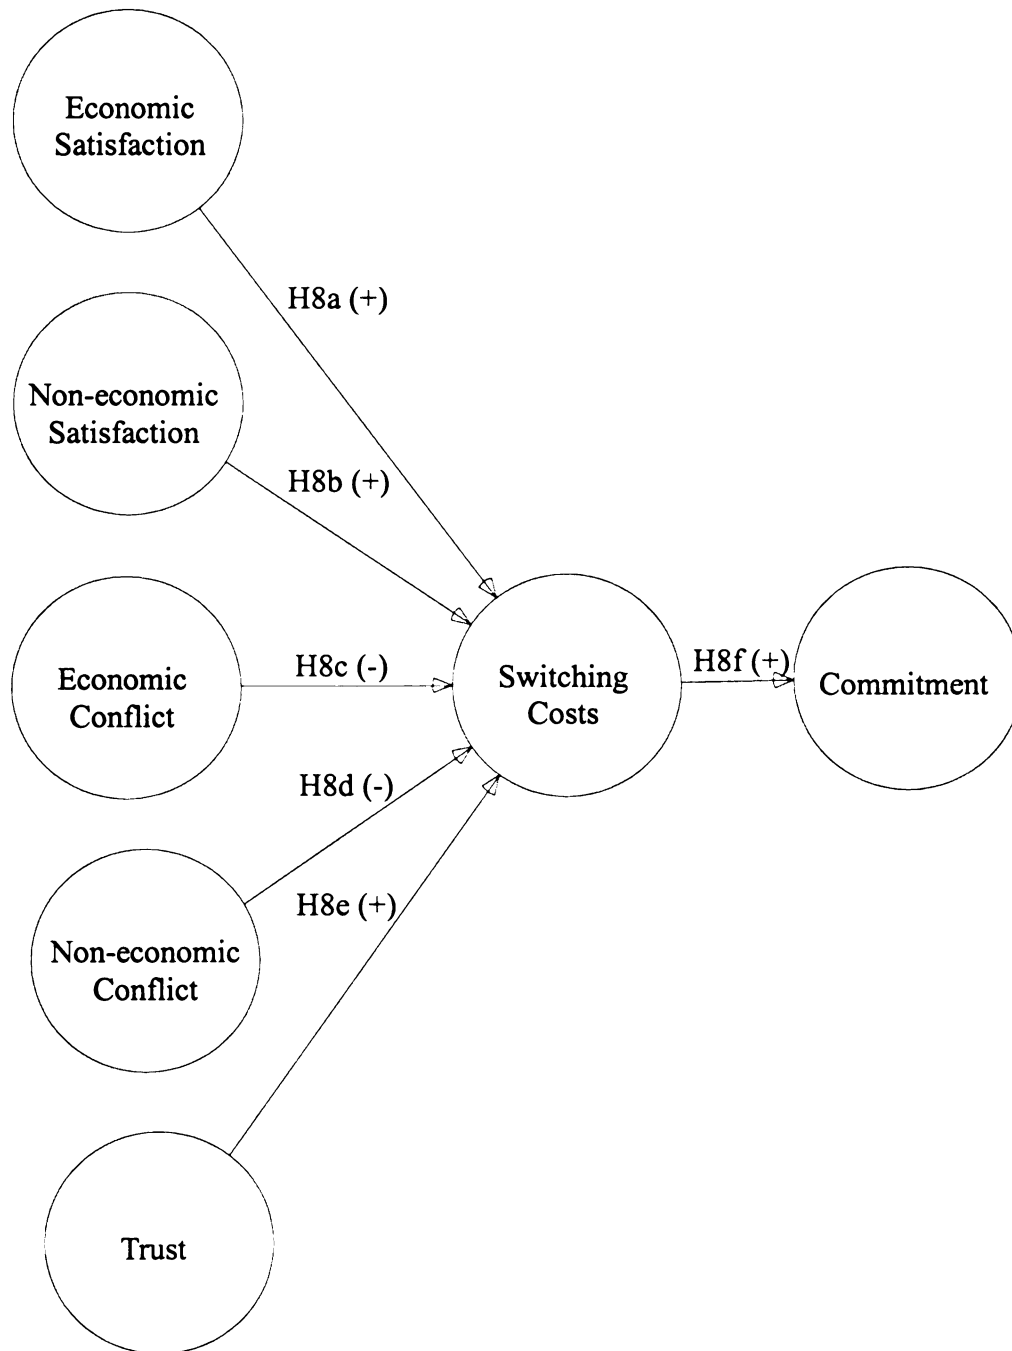 Economic
Satisfaction
H8a (+)
Non-economic
Satisfaction
H8b (+)
Economic
Conflict
H8c (-)
Switching
Costs
H8f (+)
Commitment
H8d (-)
H8e (+)
Non-economic
Conflict
Trust